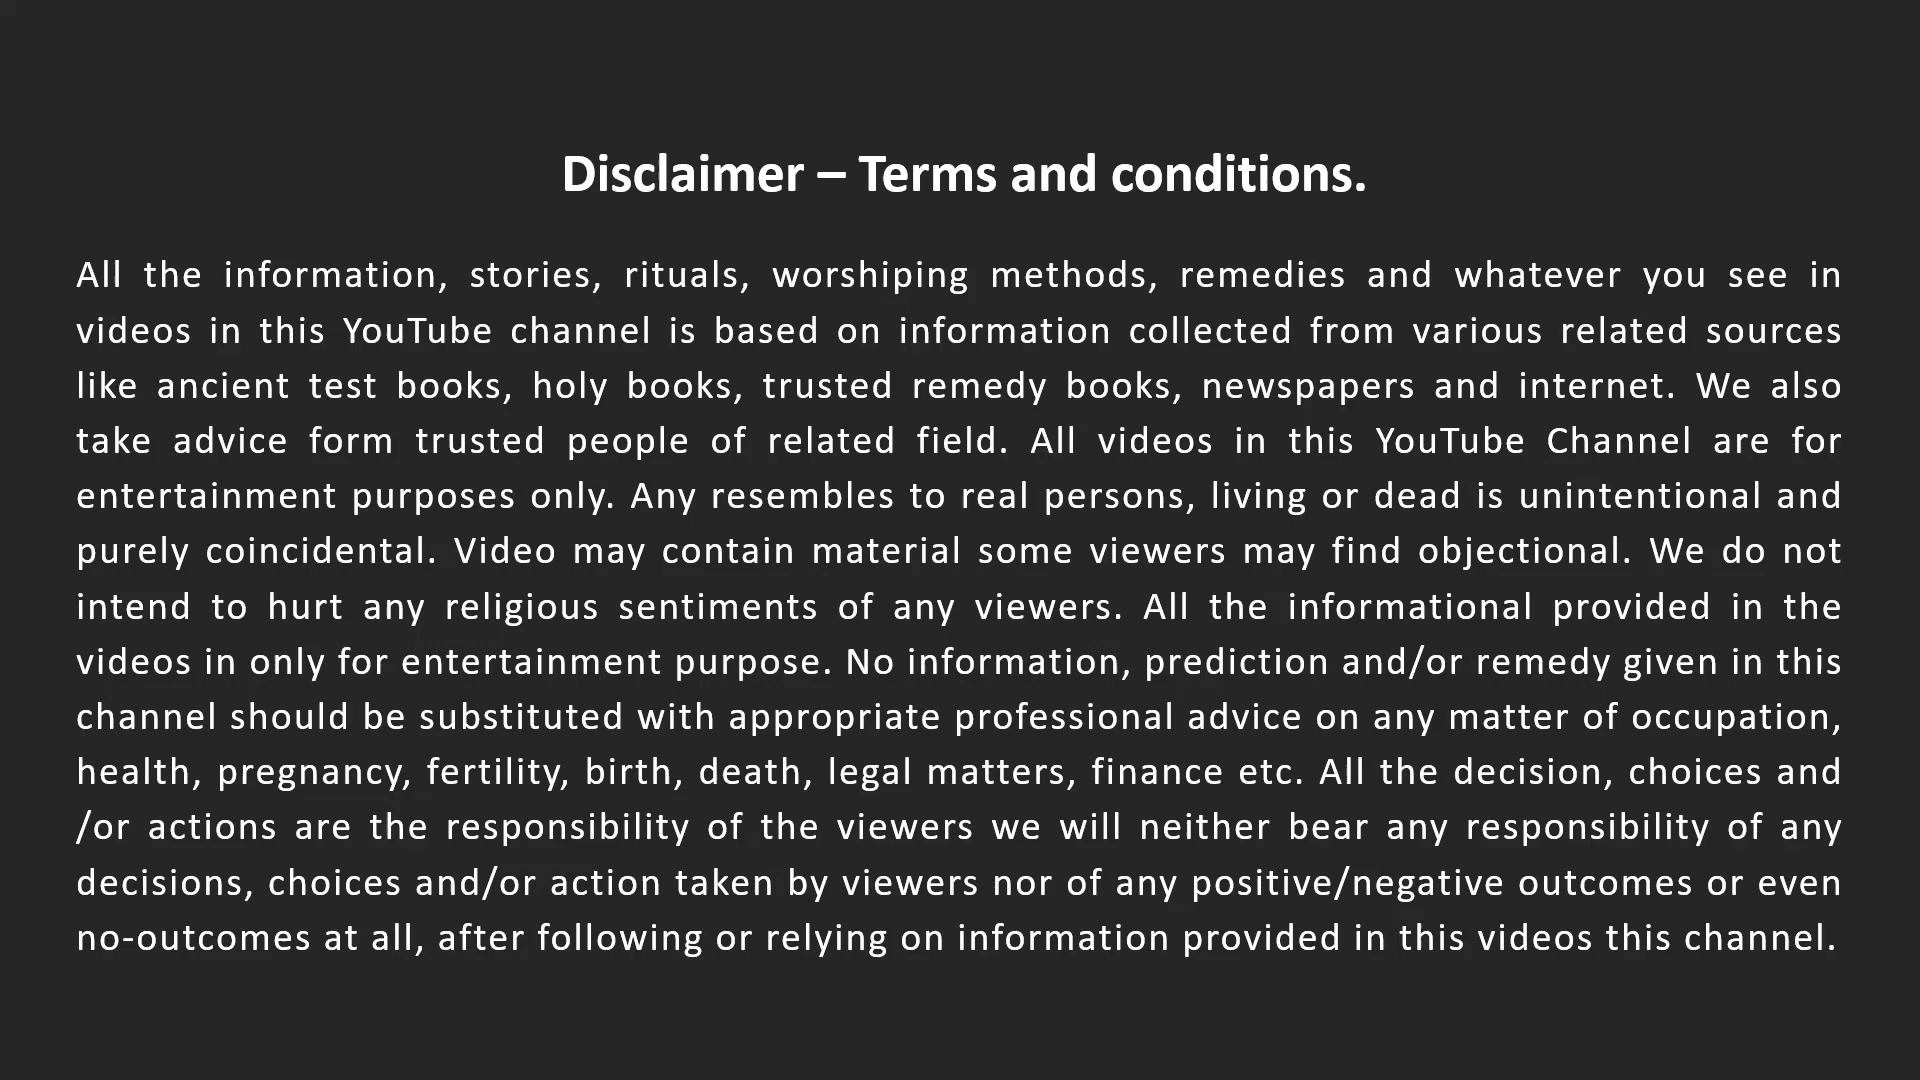 Disclaimer – Terms and conditions.
All the information, stories, rituals, worshiping methods, remedies and whatever you see in
videos in this YouTube channel is based on information collected from various related sources
like ancient test books, holy books, trusted remedy books, newspapers and internet. We also
take advice form trusted people of related field. All videos in this YouTube Channel are for
entertainment purposes only. Any resembles to real persons, living or dead is unintentional and
purely coincidental. Video may contain material some viewers may find objectional. We do not
intend to hurt any religious sentiments of any viewers. All the informational provided in the
videos in only for entertainment purpose. No information, prediction and/or remedy given in this
channel should be substituted with appropriate professional advice on any matter of occupation,
health, pregnancy, fertility, birth, death, legal matters, finance etc. All the decision, choices and
/or actions are the responsibility of the viewers we will neither bear any responsibility of any
decisions, choices and/or action taken by viewers nor of any positive/negative outcomes or even
no-outcomes at all, after following or relying on information provided in this videos this channel.